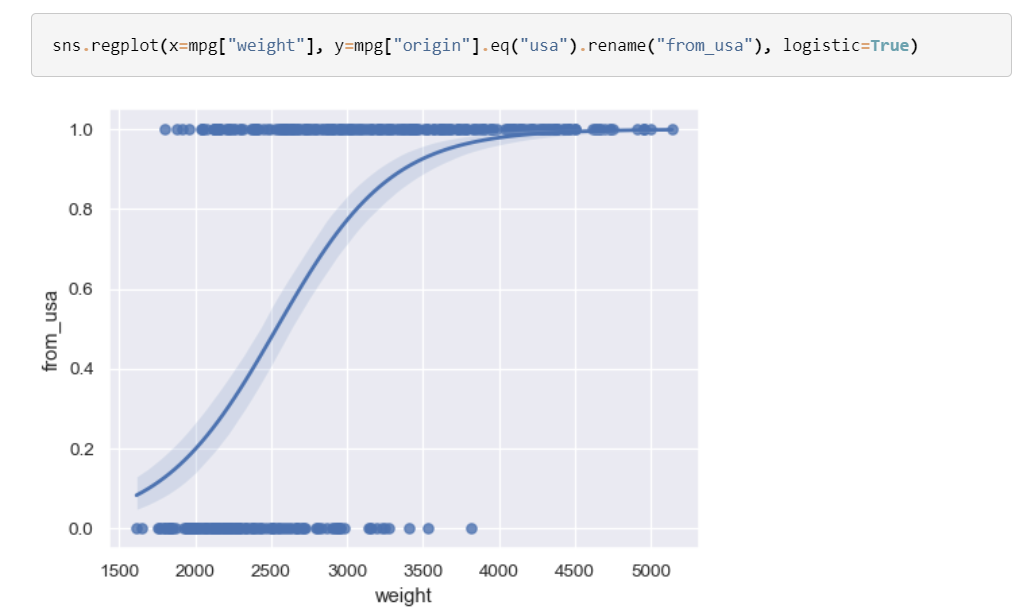 sns.regplot(x=mpg["weight"], y=mpg["origin"].eq("usa").rename("from_usa"), logistic=True)
1.0
0.8
0.6
from_usa
0.4
0.2
0.0
1500 2000 2500 3000 3500 4000 4500 5000
weight